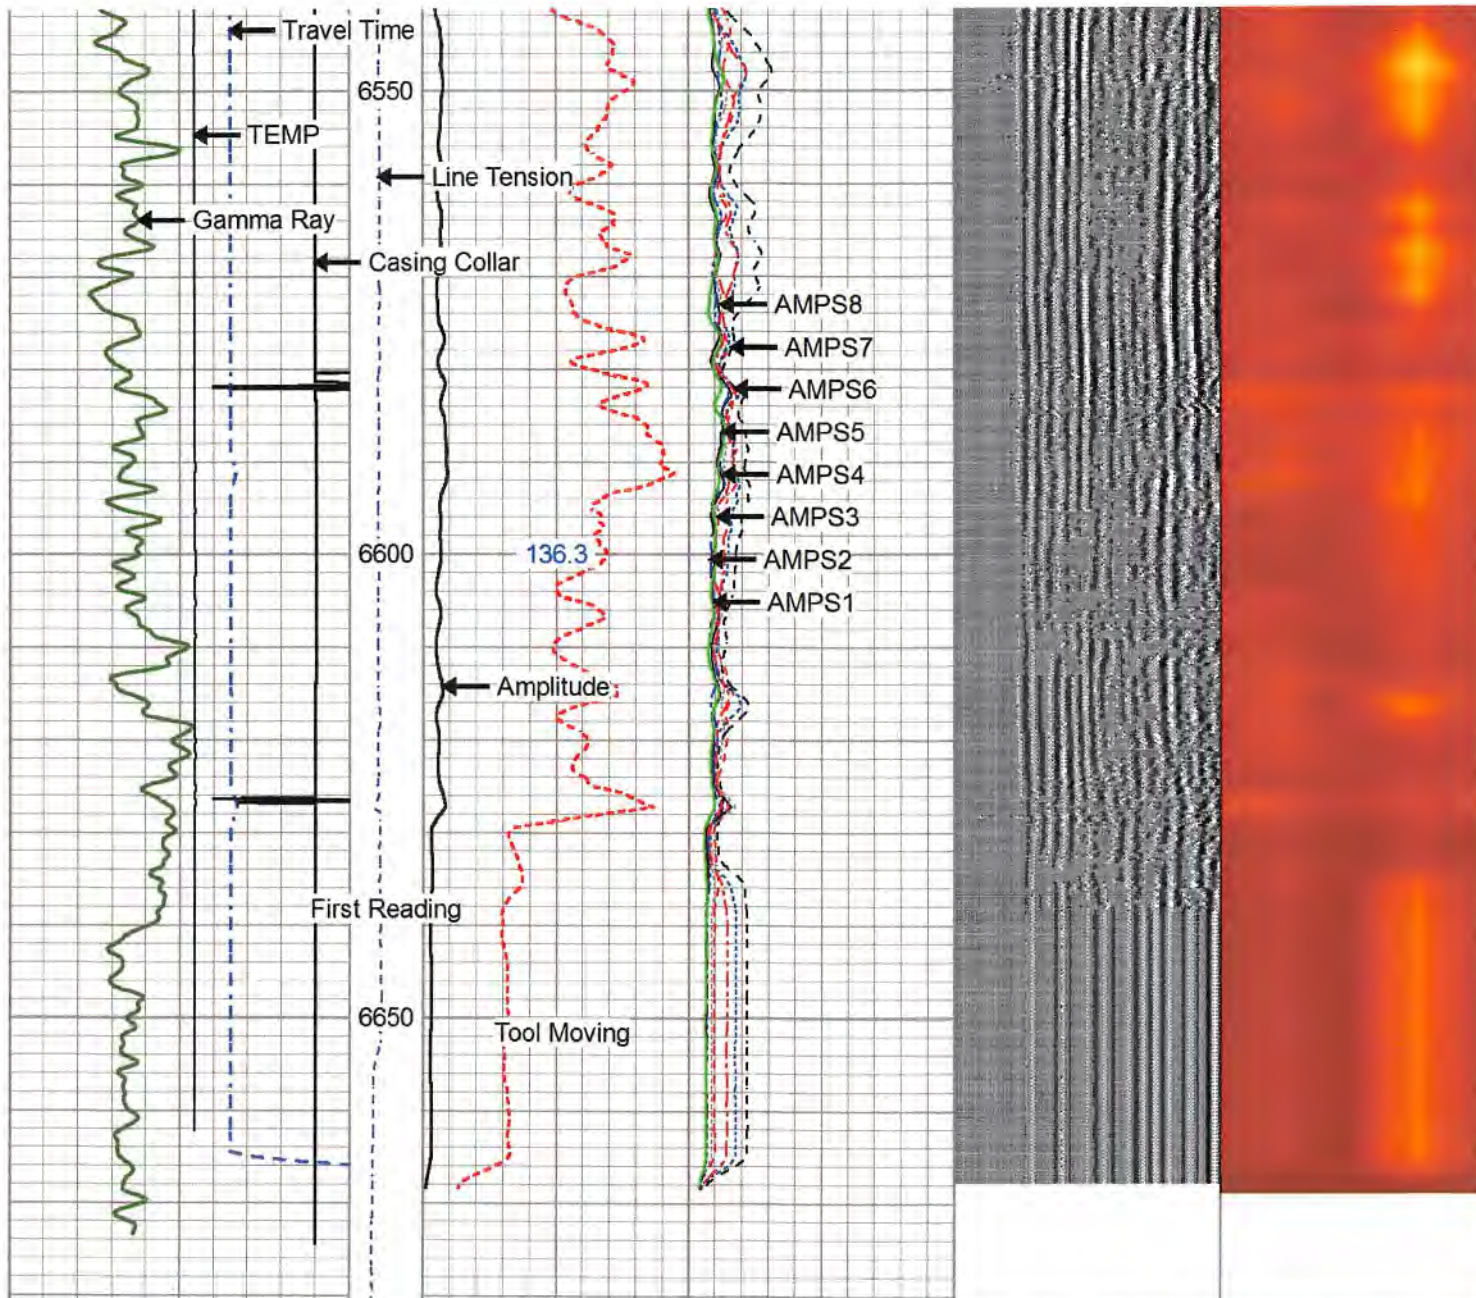 Travel Time
6550
TEMP
Line Tension
Gamma Ray
Casing Collar
AMPS8
AMPS7
AMPS6
AMPS5
AMPS4
AMPS3
6600
136.3
AMPS2
AMPS1
Amplitude
First Reading
6650
Tool Moving